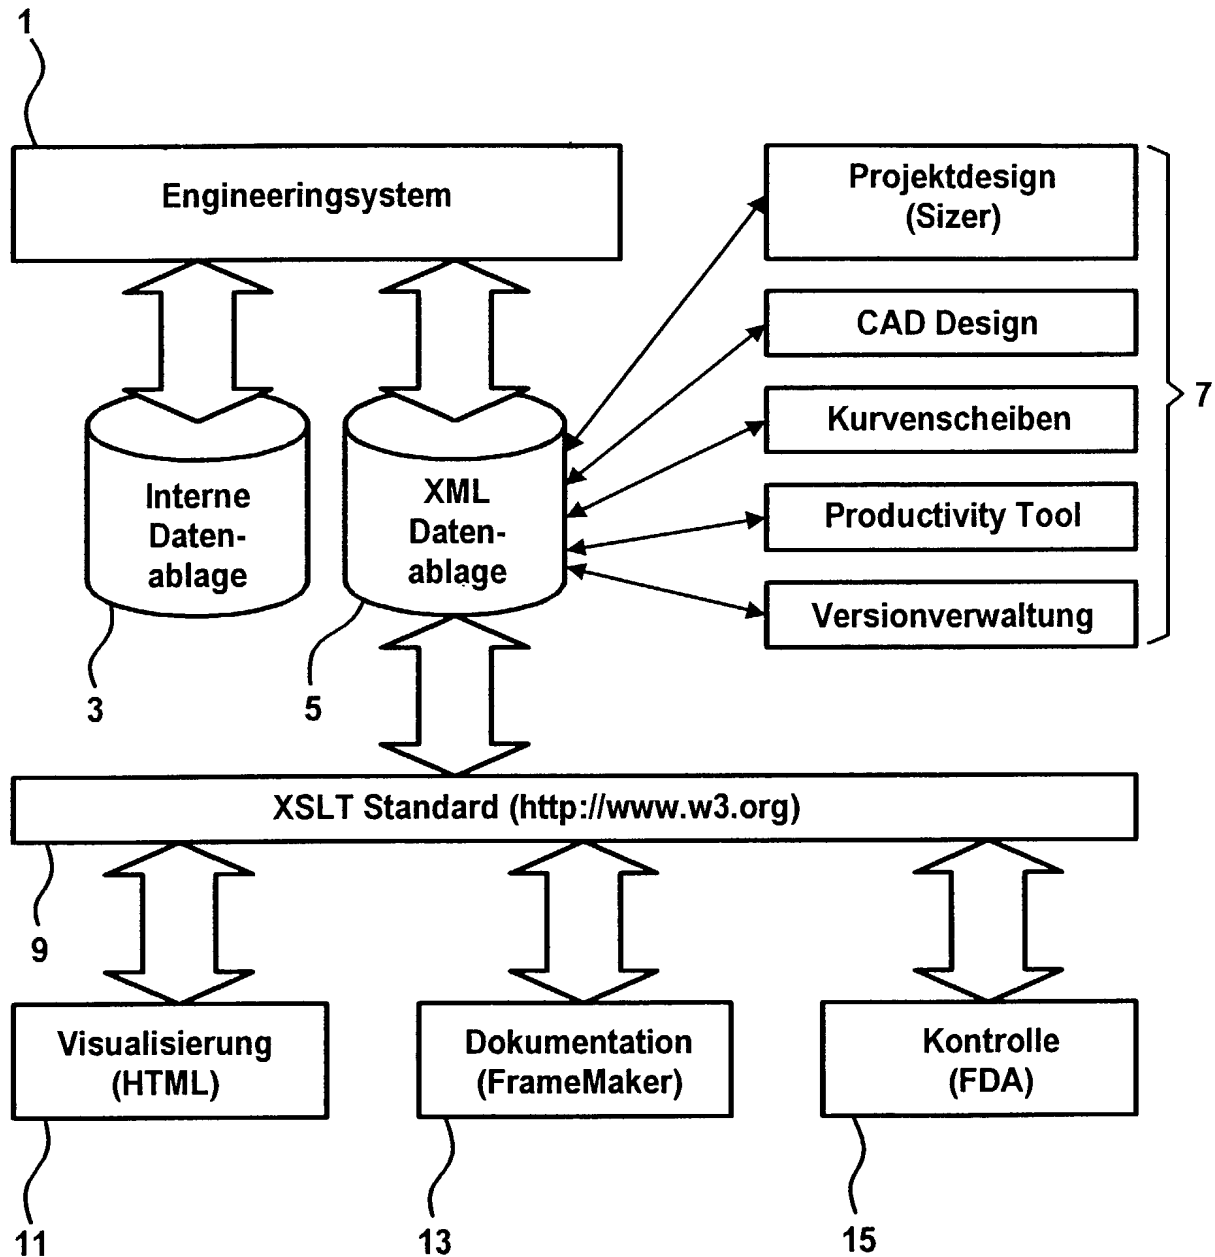 1
Engineeringsystem
Projektdesign
(Sizer)
CAD Design
Kurvenscheiben
Productivity Tool
Versionverwaltung
7
Interne
Daten-
ablage
XML
Daten-
ablage
3
5
XSLT Standard (http://www.w3.org)
9
Visualisierung
(HTML)
Dokumentation
(FrameMaker)
Kontrolle
(FDA)
11
13
15